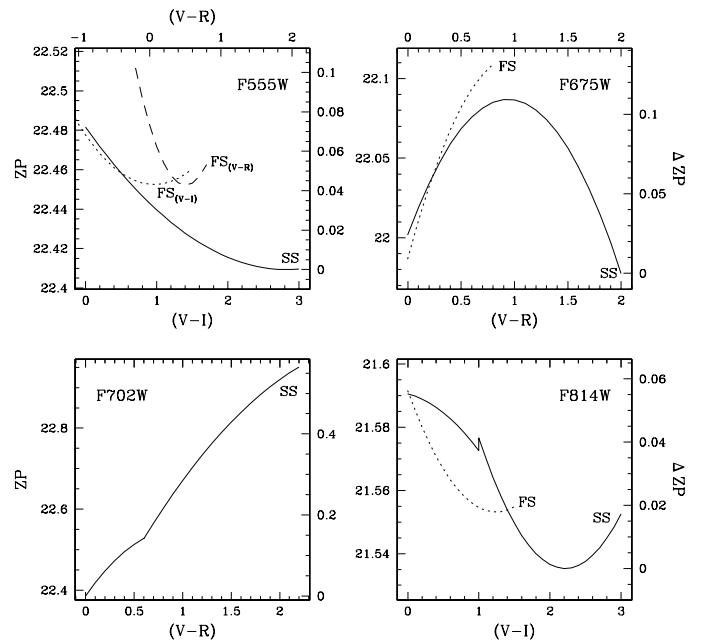 (V-R)
-1 0 1 2
22.52
22.5
22.48
22.46
22.44
22.42
22.4
ZP
F555W
FS(V-R)
FS(V-I)
SS
0.1
0.08
0.06
0.04
0.02
0
0 1 2 3
(V-I)
0 0.5 1 1.5 2
22.1
22.05
22
FS
F675W
SS
0.1
0.05
0
Δ ZP
0 0.5 1 1.5 2
(V-R)
22.8
22.6
22.4
ZP
F702W
SS
0.4
0.2
0
0 0.5 1 1.5 2
(V-R)
21.6
21.58
21.56
21.54
F814W
FS
SS
0.06
0.04
0.02
0
Δ ZP
0 1 2 3
(V-I)